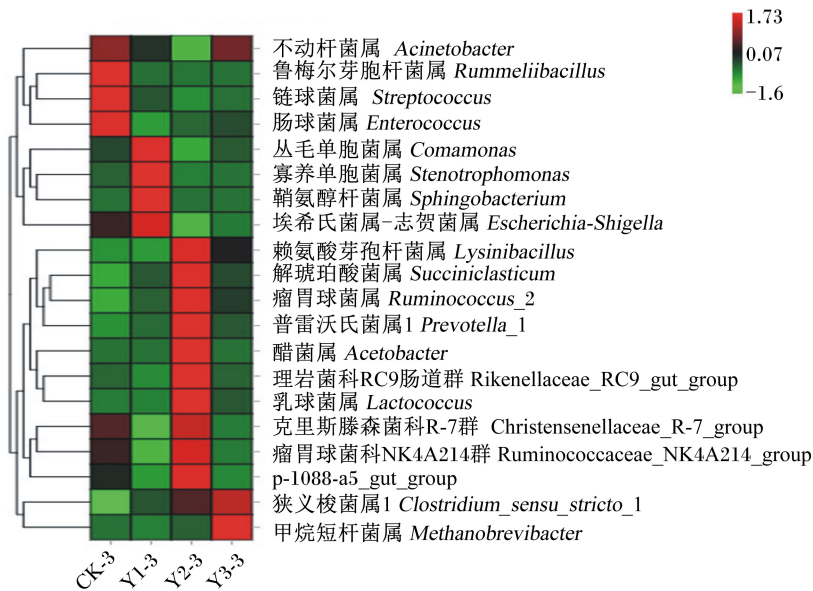 1.73
0.07
−1.6
不动杆菌属 Acinetobacter
鲁梅尔芽胞杆菌属 Rummeliibacillus
链球菌属 Streptococcus
肠球菌属 Enterococcus
丛毛单胞菌属 Comamonas
寡养单胞菌属 Stenotrophomonas
鞘氨醇杆菌属 Sphingobacterium
埃希氏菌属−志贺菌属 Escherichia-Shigella
赖氨酸芽孢杆菌属 Lysinibacillus
解琥珀酸菌属 Succiniclasticum
瘤胃球菌属 Ruminococcus_2
普雷沃氏菌属1 Prevotella_1
醋菌属 Acetobacter
理岩菌科RC9肠道群 Rikenellaceae_RC9_gut_group
乳球菌属 Lactococcus
克里斯滕森菌科R-7群 Christensenellaceae_R-7_group
瘤胃球菌科NK4A214群 Ruminococcaceae_NK4A214_group
p-1088-a5_gut_group
狭义梭菌属1 Clostridium_sensu_stricto_1
甲烷短杆菌属 Methanobrevibacter
CK-3
Y1-3
Y2-3
Y3-3